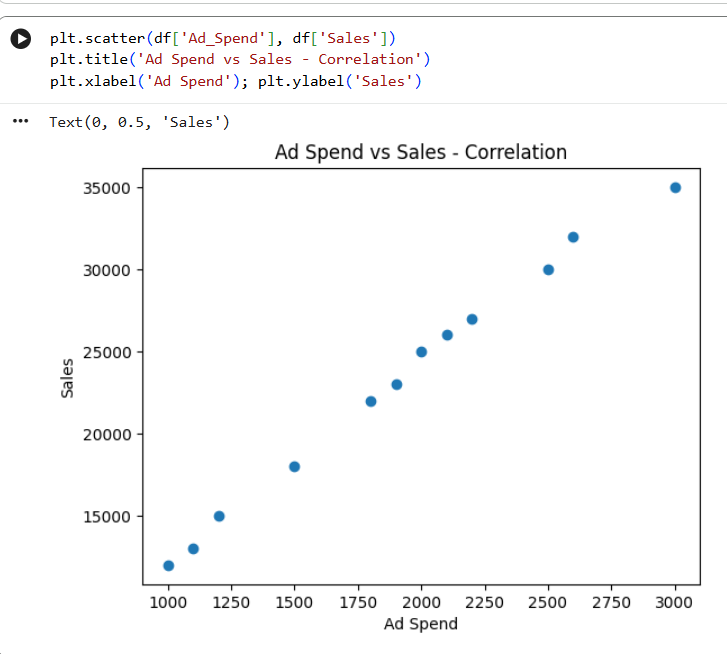 plt.scatter(df['Ad_Spend'], df['Sales'])
plt.title('Ad Spend vs Sales - Correlation')
plt.xlabel('Ad Spend'); plt.ylabel('Sales')
Text(0, 0.5, 'Sales')
Ad Spend vs Sales - Correlation
35000
30000
25000
20000
15000
Sales
1000 1250 1500 1750 2000 2250 2500 2750 3000
Ad Spend